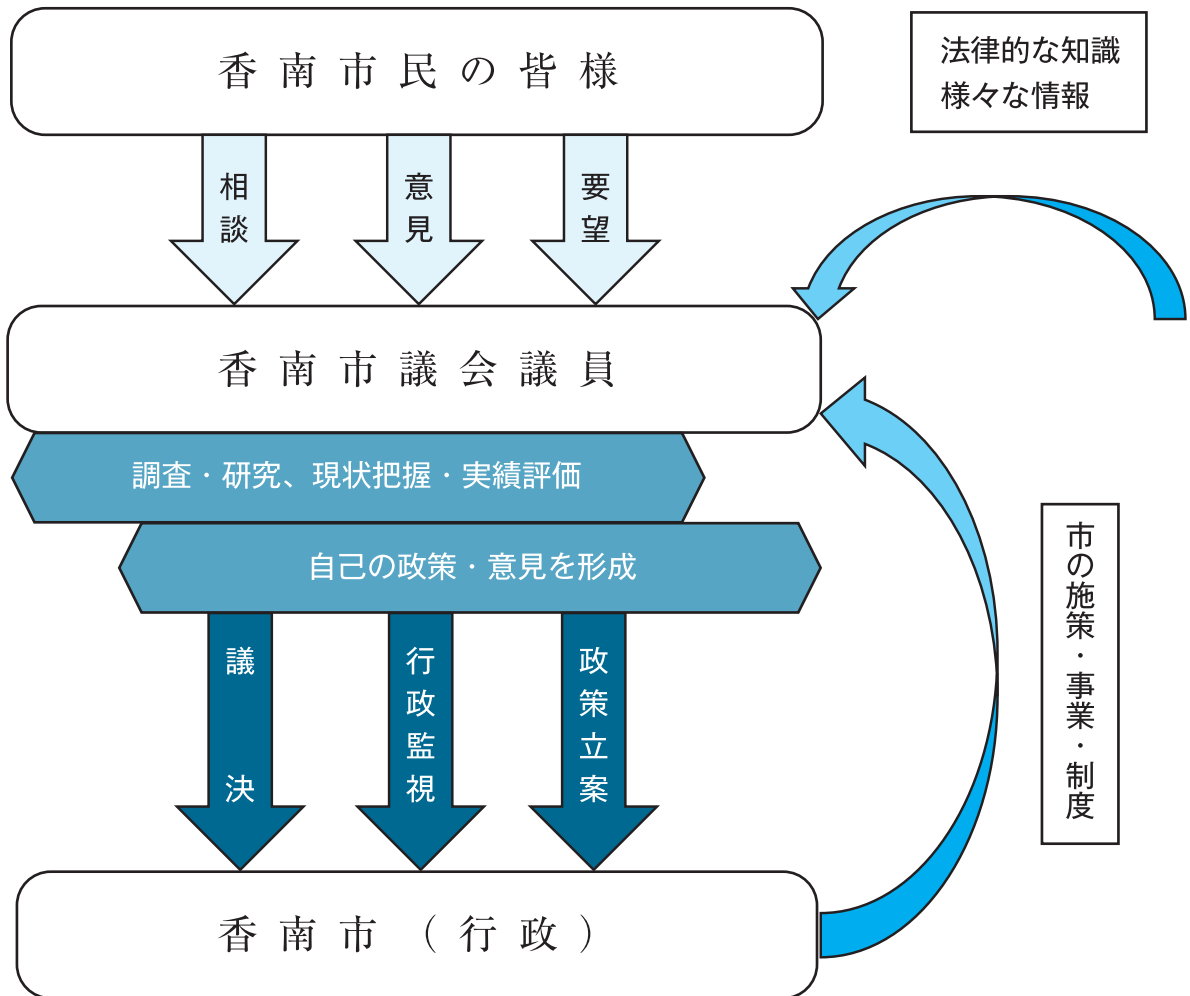 香南市民の皆様
法律的な知識
様々な情報
相談
意見
要望
香南市議会議員
調査・研究、現状把握・実績評価
自己の政策・意見を形成
議決
行政監視
政策立案
市の施策・事業・制度
香南市（行政）